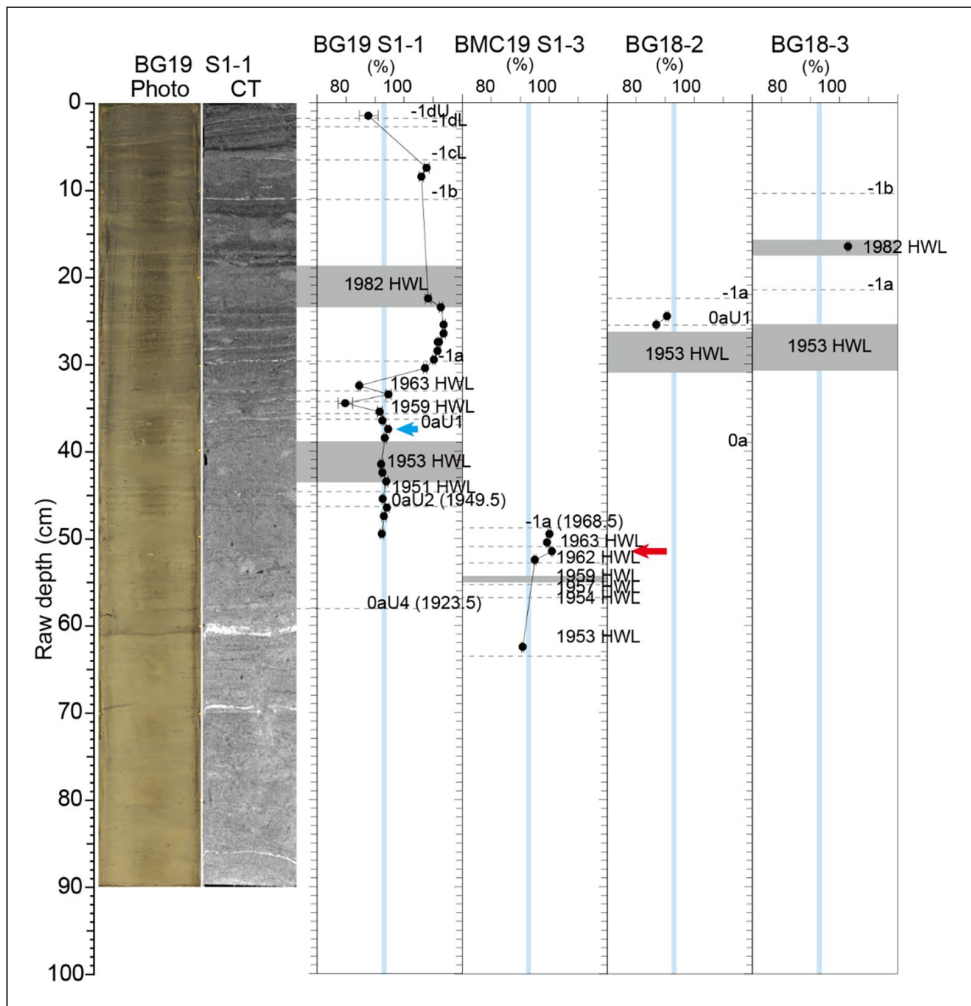 BG19 S1-1
Photo CT
BG19 S1-1
(%)
80 100
BMC19 S1-3
(%)
80 100
BG18-2
(%)
80 100
BG18-3
(%)
80 100
Raw depth (cm)
0
10
20
30
40
50
60
70
80
90
100
-1dU
-1dL
-1cL
-1b
1982 HWL
-1a
1963 HWL
1959 HWL
0aU1
1953 HWL
1951 HWL
0aU2 (1949.5)
0aU4 (1923.5)
-1a (1968.5)
1963 HWL
1962 HWL
1959 HWL
1957 HWL
1954 HWL
1953 HWL
-1a
0aU1
1953 HWL
-1b
1982 HWL
-1a
1953 HWL
0a